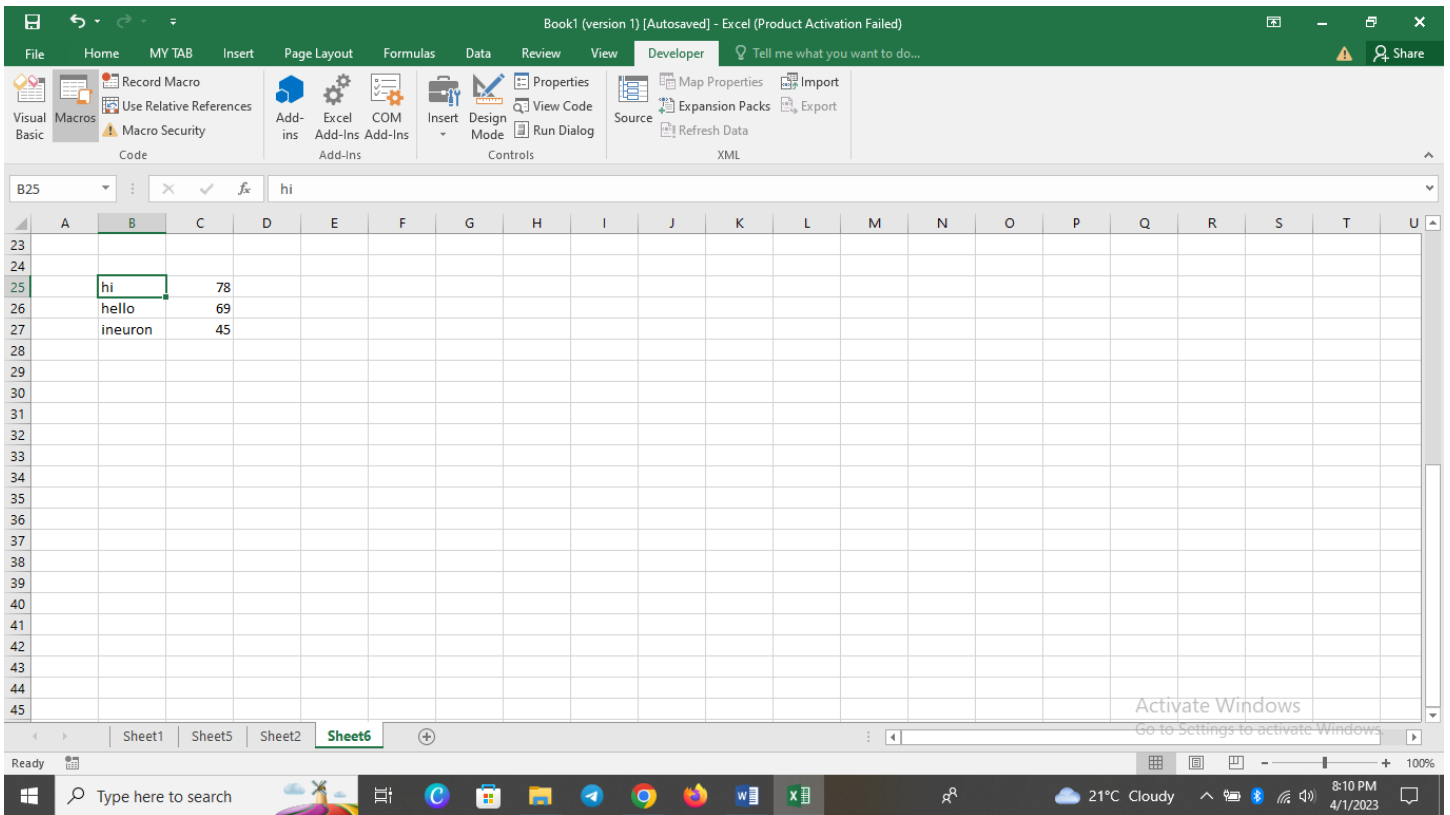 Book1 (version 1) [Autosaved] - Excel (Product Activation Failed)
File Home MY TAB Insert Page Layout Formulas Data Review View Developer Tell me what you want to do... Share
Visual Basic
Macros
Record Macro
Use Relative References
Macro Security
Code
Add-ins
Excel Add-Ins
COM Add-Ins
Add-Ins
Insert
Design Mode
Properties
View Code
Run Dialog
Controls
Source
Map Properties
Expansion Packs
Refresh Data
Import
Export
XML
B25 fx hi
A B C D E F G H I J K L M N O P Q R S T U
23
24
25 hi 78
26 hello 69
27 ineuron 45
28
29
30
31
32
33
34
35
36
37
38
39
40
41
42
43
44
45
Activate Windows
Go to Settings to activate Windows.
Sheet1 Sheet5 Sheet2 Sheet6
Ready 100%
Type here to search 21°C Cloudy 8:10 PM
4/1/2023